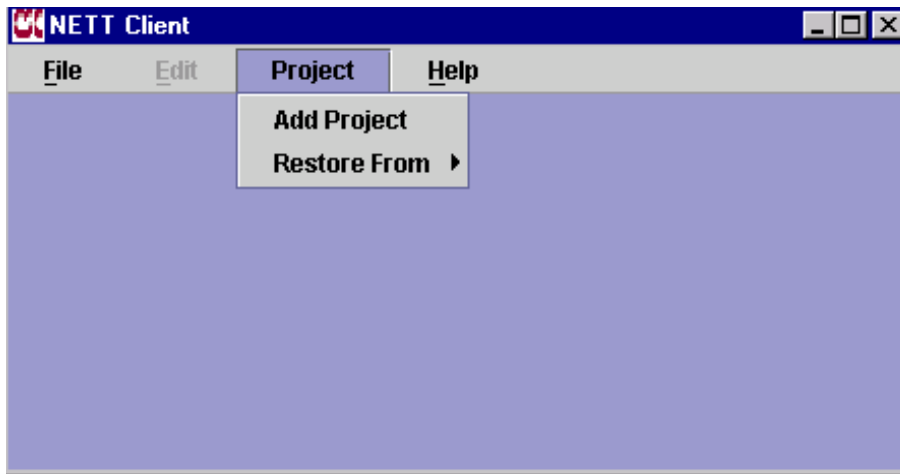 NETT Client
File Edit Project Help
Add Project
Restore From